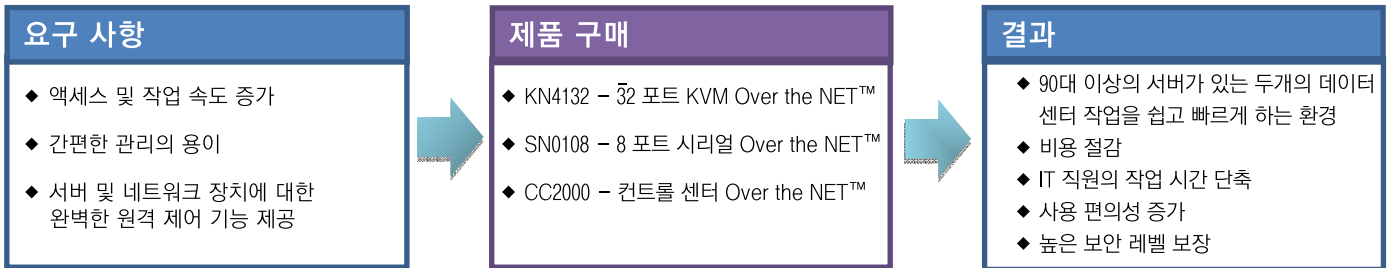 요구 사항
◆ 액세스 및 작업 속도 증가
◆ 간편한 관리의 용이
◆ 서버 및 네트워크 장치에 대한
완벽한 원격 제어 기능 제공
제품 구매
◆ KN4132 – 32 포트 KVM Over the NET™
◆ SN0108 – 8 포트 시리얼 Over the NET™
◆ CC2000 – 컨트롤 센터 Over the NET™
결과
◆ 90대 이상의 서버가 있는 두개의 데이터
센터 작업을 쉽고 빠르게 하는 환경
◆ 비용 절감
◆ IT 직원의 작업 시간 단축
◆ 사용 편의성 증가
◆ 높은 보안 레벨 보장